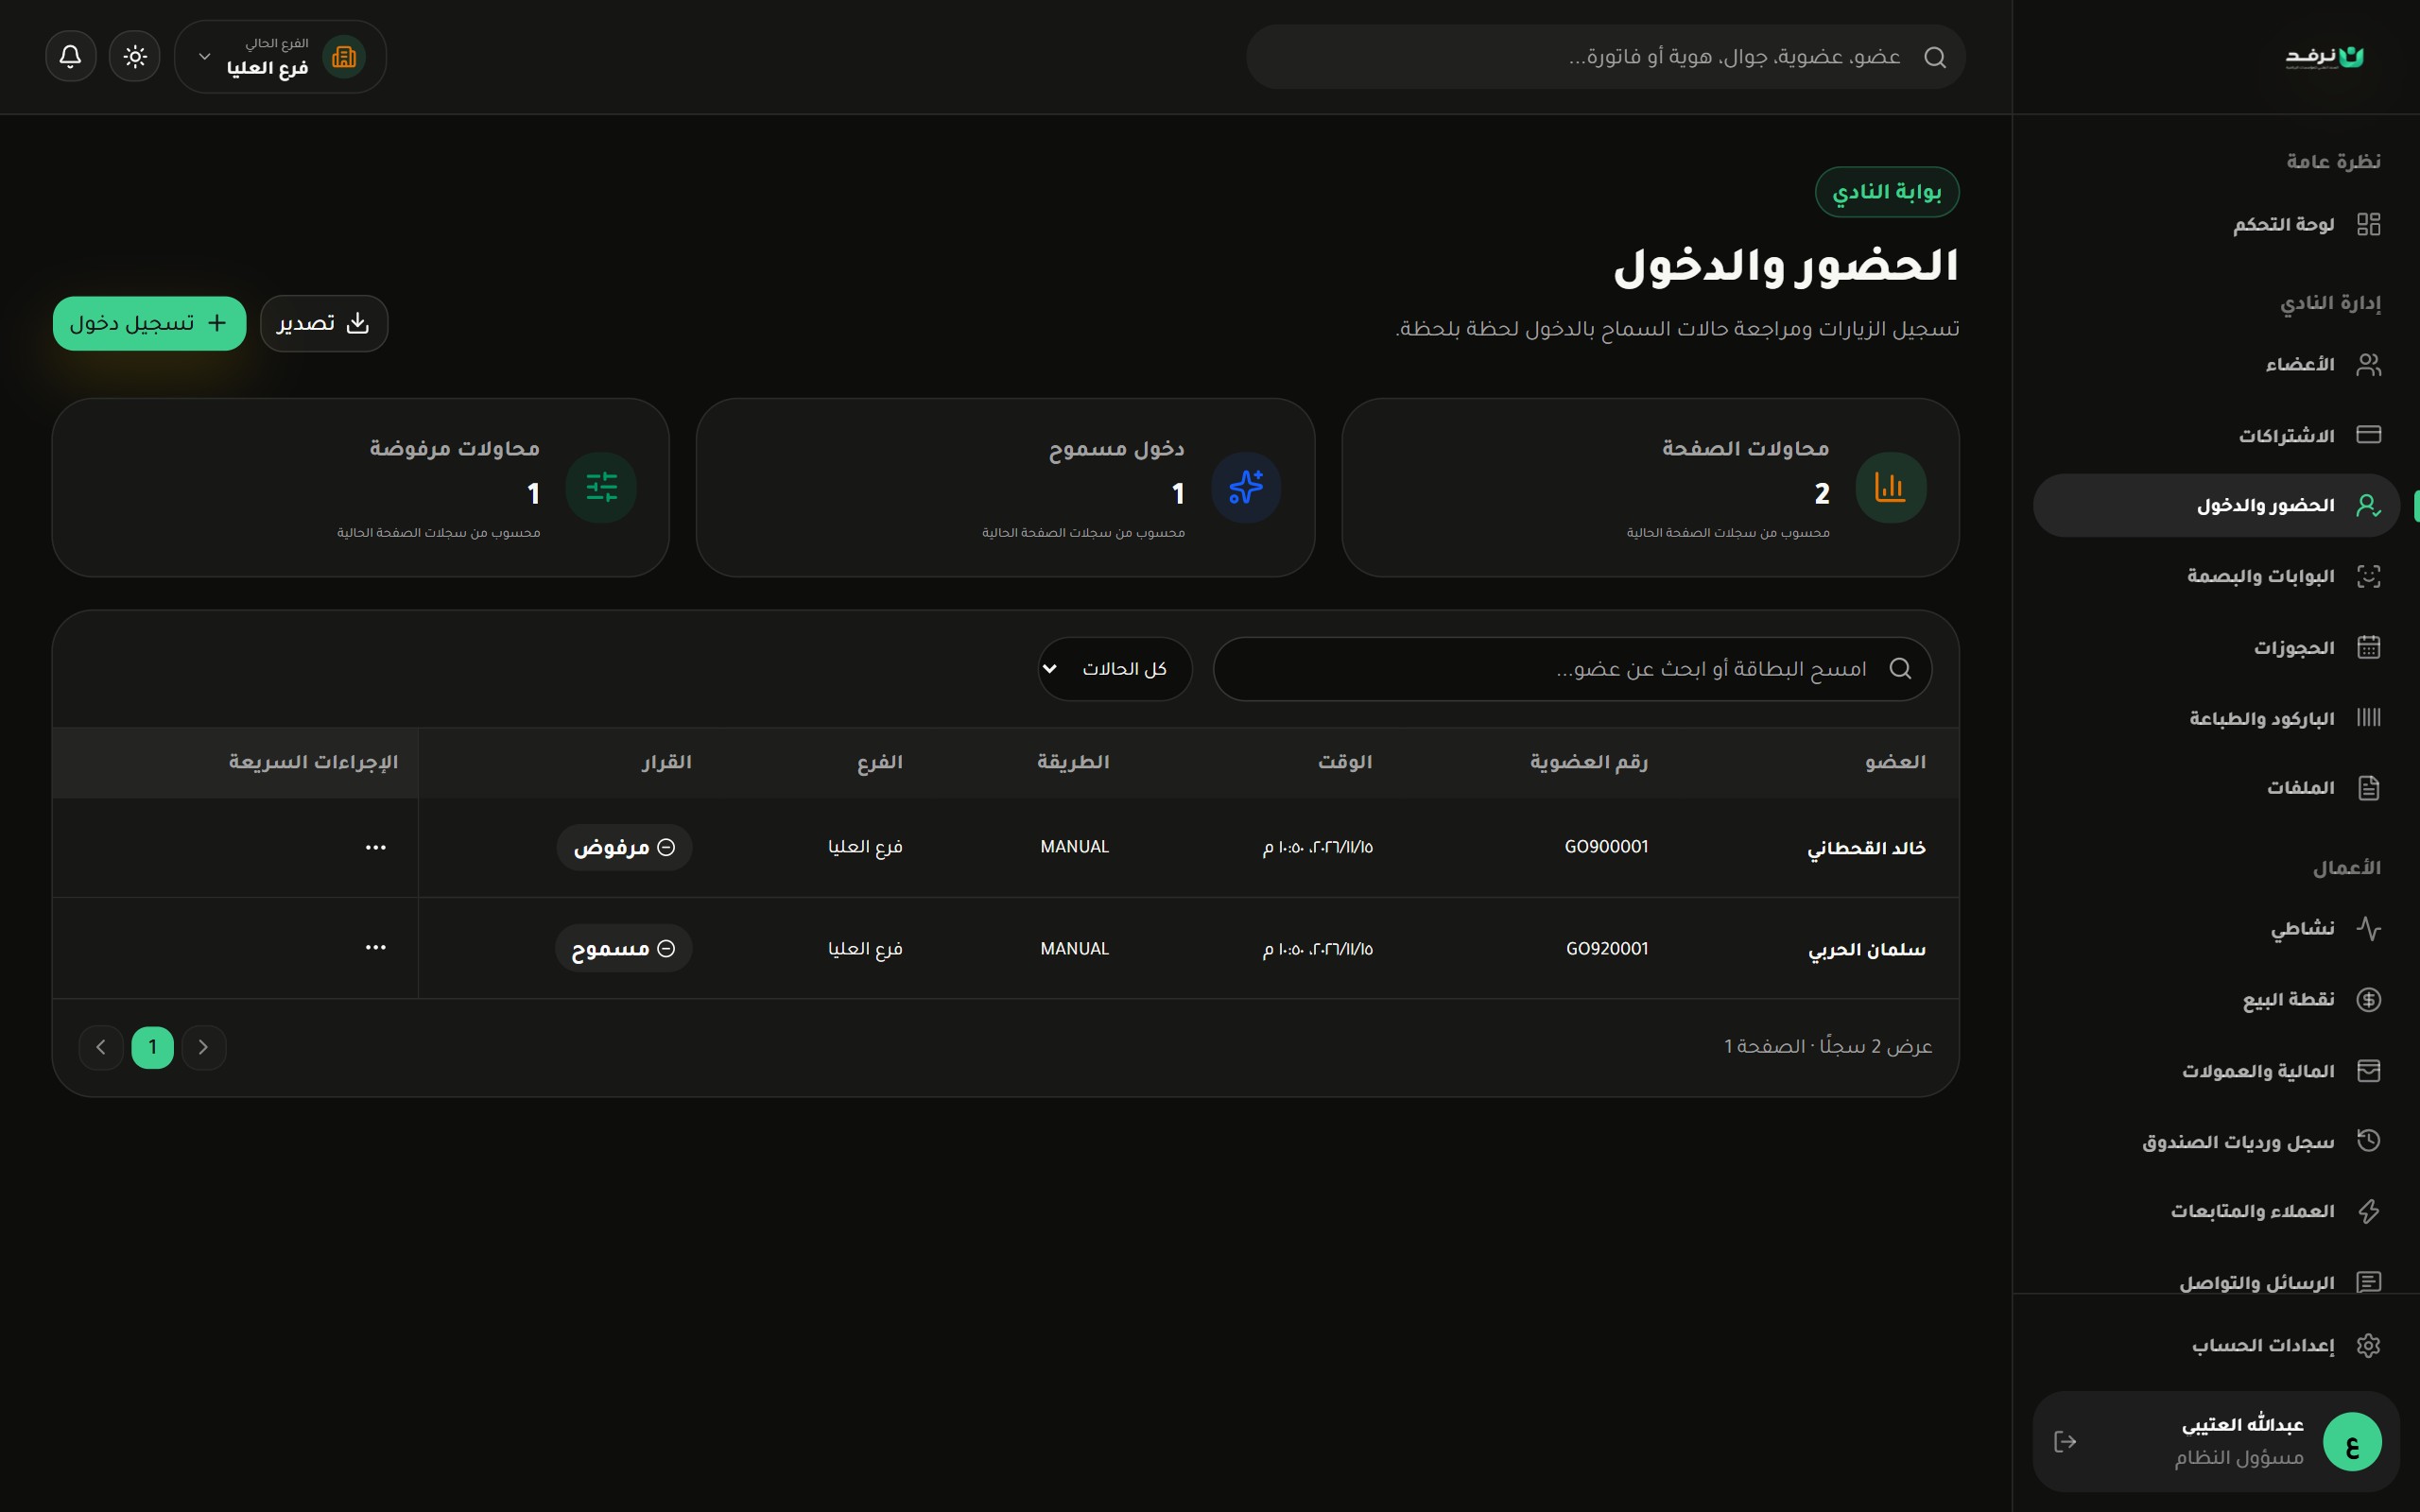 نرفد
نظرة عامة
لوحة التحكم
إدارة النادي
الأعضاء
الاشتراكات
الحضور والدخول
البوابات والبصمة
الحجوزات
الباركود والطباعة
الملفات
الأعمال
نشاطي
نقطة البيع
المالية والعمولات
سجل ورديات الصندوق
العملاء والمتابعات
الرسائل والتواصل
إعدادات الحساب
ع
عبدالله العتيبى
مسؤول النظام
عضو، عضوية، جوال، هوية أو فاتورة...
الفرع الحالي
فرع العليا
بوابة النادي
الحضور والدخول
تسجيل الزيارات ومراجعة حالات السماح بالدخول لحظة بلحظة.
تصدير
تسجيل دخول
محاولات الصفحة
2
محسوب من سجلات الصفحة الحالية
دخول مسموح
1
محسوب من سجلات الصفحة الحالية
محاولات مرفوضة
1
محسوب من سجلات الصفحة الحالية
امسح البطاقة أو ابحث عن عضو...
كل الحالات
العضو رقم العضوية الوقت الطريقة الفرع القرار الإجراءات السريعة
خالد القحطاني GO900001 ٢٠٢٦/١١/١٥، ١٠:٥٠ م MANUAL فرع العليا مرفوض
سلمان الحربي GO920001 ٢٠٢٦/١١/١٥، ١٠:٥٠ م MANUAL فرع العليا مسموح
عرض 2 سجلًا · الصفحة 1
1